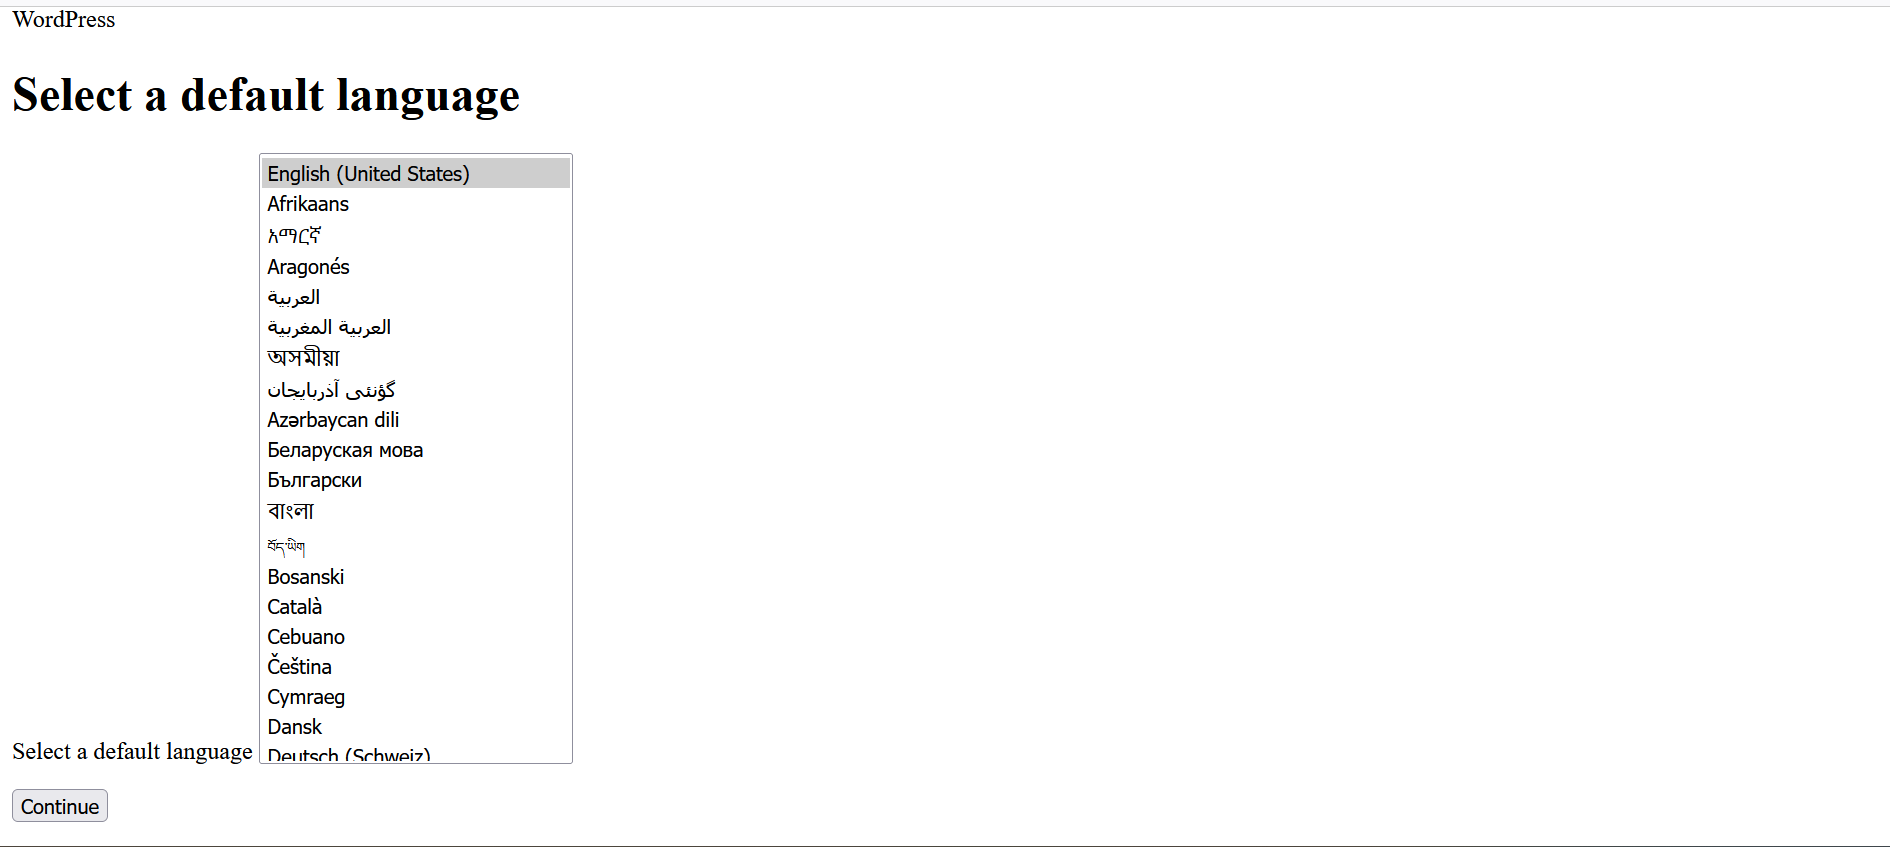 WordPress
Select a default language
English (United States)
Afrikaans
አማርኛ
Aragonés
العربية
العربية المغربية
অসমীয়া
گؤنئی آذربایجان
Azərbaycan dili
Беларуская мова
Български
বাংলা
བོད་ཡིག
Bosanski
Català
Cebuano
Čeština
Cymraeg
Dansk
Deutsch (Schweiz)
Select a default language
Continue